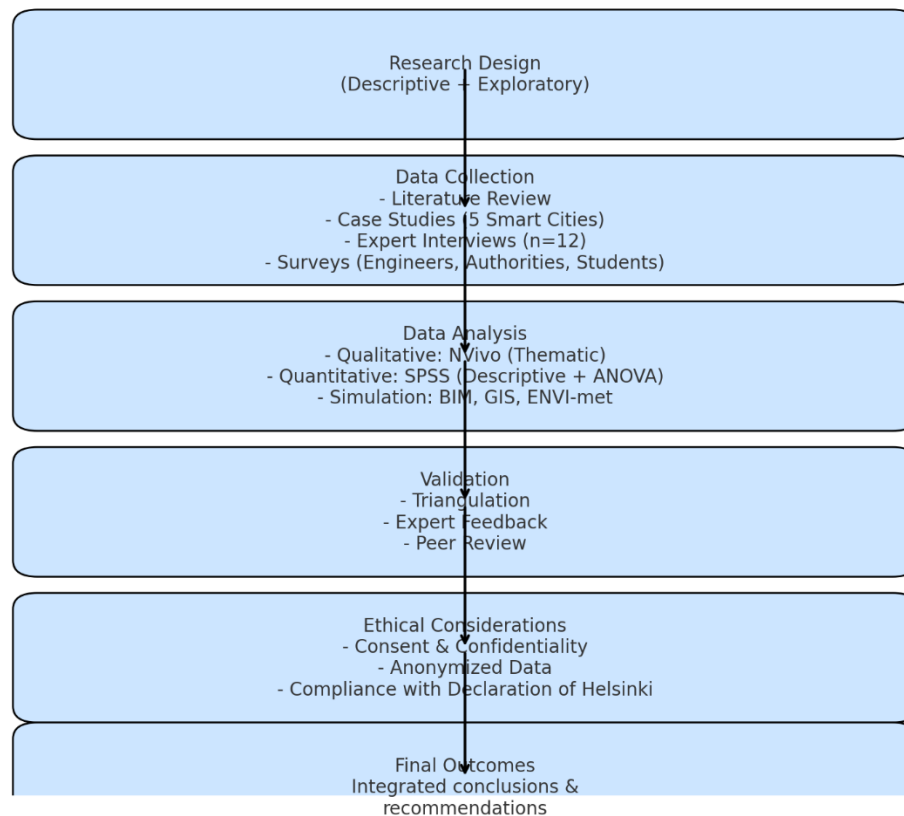 Research Design
(Descriptive + Exploratory)
Data Collection
- Literature Review
- Case Studies (5 Smart Cities)
- Expert Interviews (n=12)
- Surveys (Engineers, Authorities, Students)
Data Analysis
- Qualitative: NVivo (Thematic)
- Quantitative: SPSS (Descriptive + ANOVA)
- Simulation: BIM, GIS, ENVI-met
Validation
- Triangulation
- Expert Feedback
- Peer Review
Ethical Considerations
- Consent & Confidentiality
- Anonymized Data
- Compliance with Declaration of Helsinki
Final Outcomes
Integrated conclusions &
recommendations